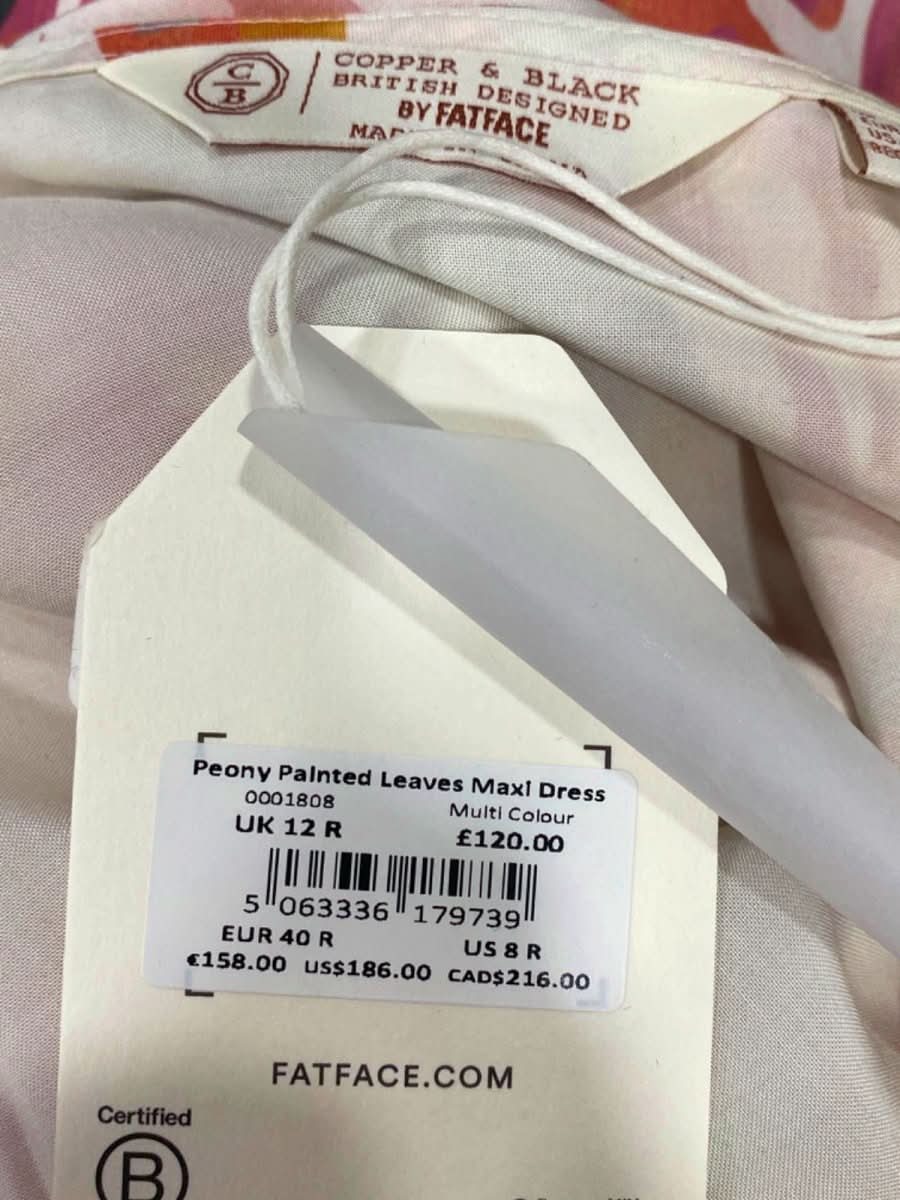 C
B
COPPER & BLACK
BRITISH DESIGNED
BY FATFACE
US
Peony Painted Leaves Maxi Dress
0001808
Multi Colour
UK 12 R
£120.00
5 063336 179739
EUR 40 R
US 8 R
€158.00 US$186.00 CAD$216.00
FATFACE.COM
Certified
B